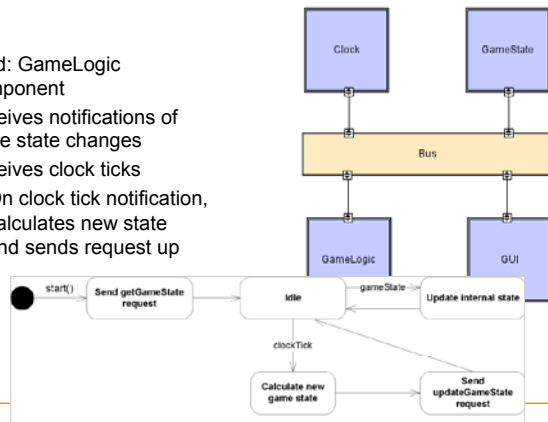 Clock
GameState
d: GameLogic
mponent
eives notifications of
e state changes
eives clock ticks
n clock tick notification,
alculates new state
nd sends request up
Bus
GameLogic
GUI
start()
Send getGameState
request
Idle
gameState
Update internal state
clockTick
Calculate new
game state
Send
updateGameState
request